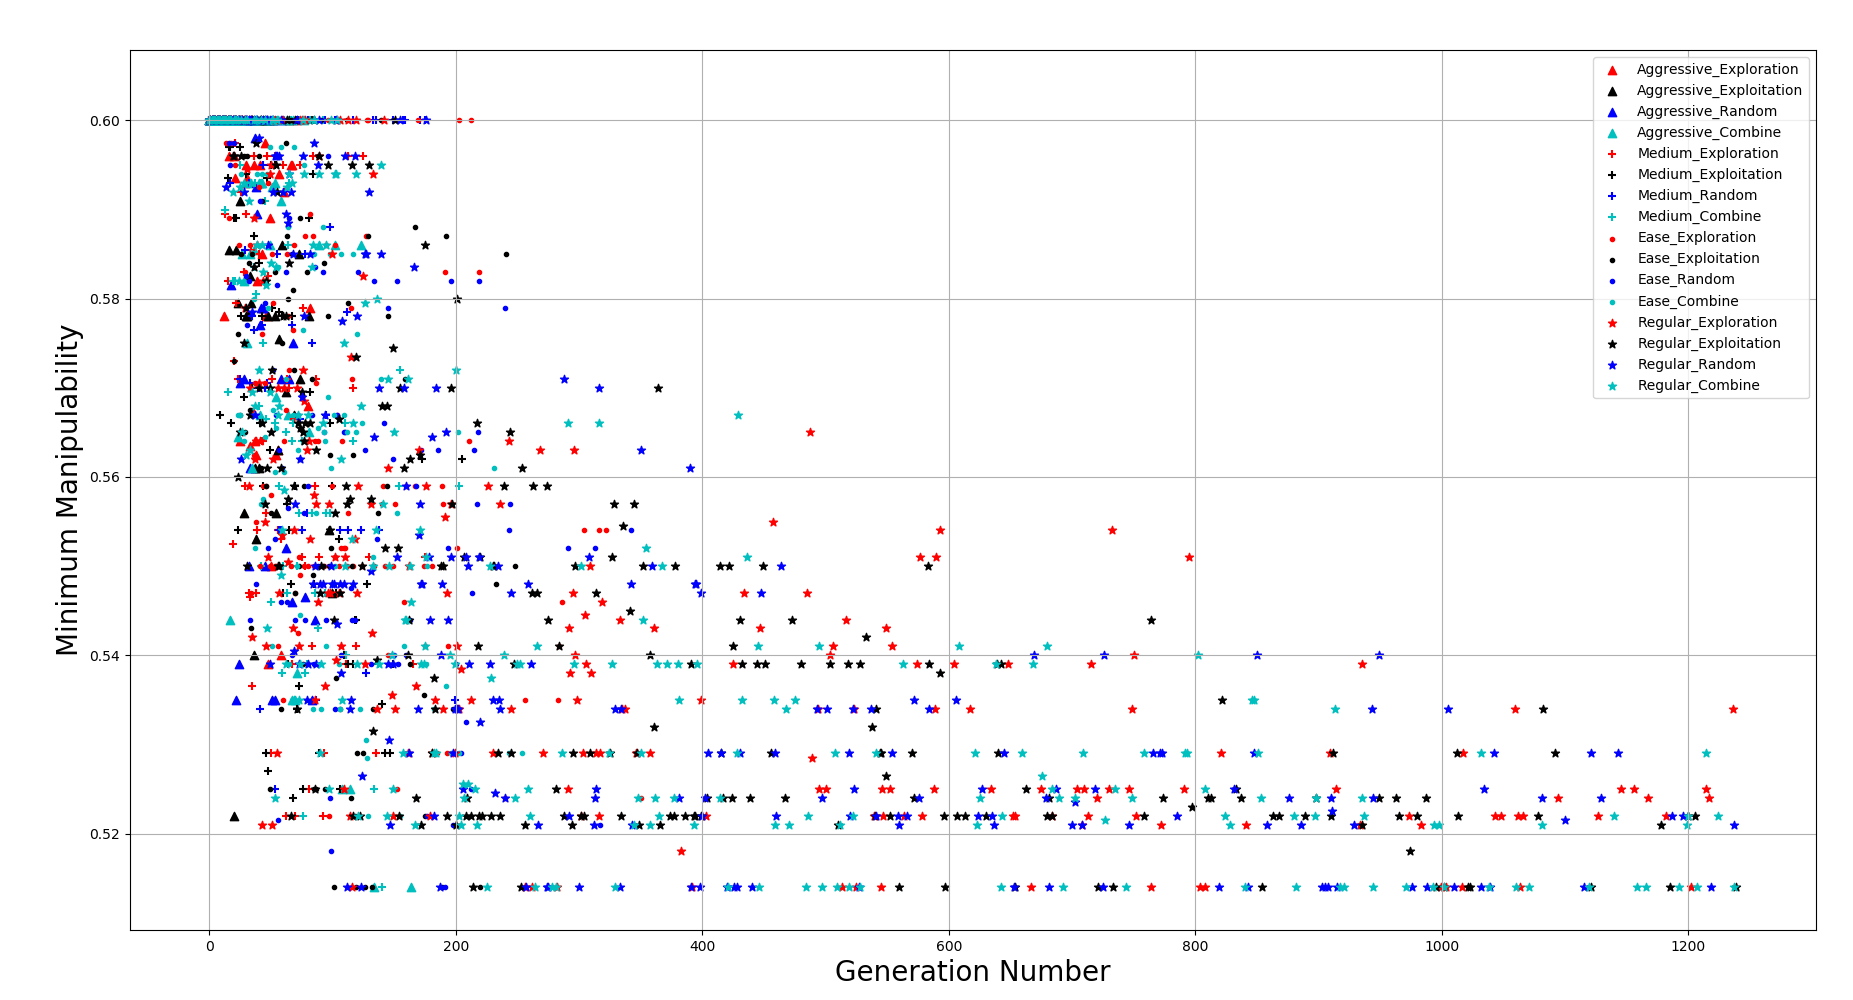 Minimum Manipulability
0.60
0.58
0.56
0.54
0.52
0
200
400
600
800
1000
1200
Generation Number
Aggressive_Exploration
Aggressive_Exploitation
Aggressive_Random
Aggressive_Combine
Medium_Exploration
Medium_Exploitation
Medium_Random
Medium_Combine
Ease_Exploration
Ease_Exploitation
Ease_Random
Ease_Combine
Regular_Exploration
Regular_Exploitation
Regular_Random
Regular_Combine